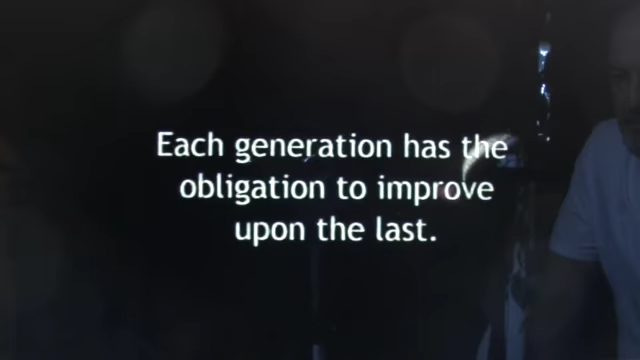 Each generation has the
obligation to improve
upon the last.